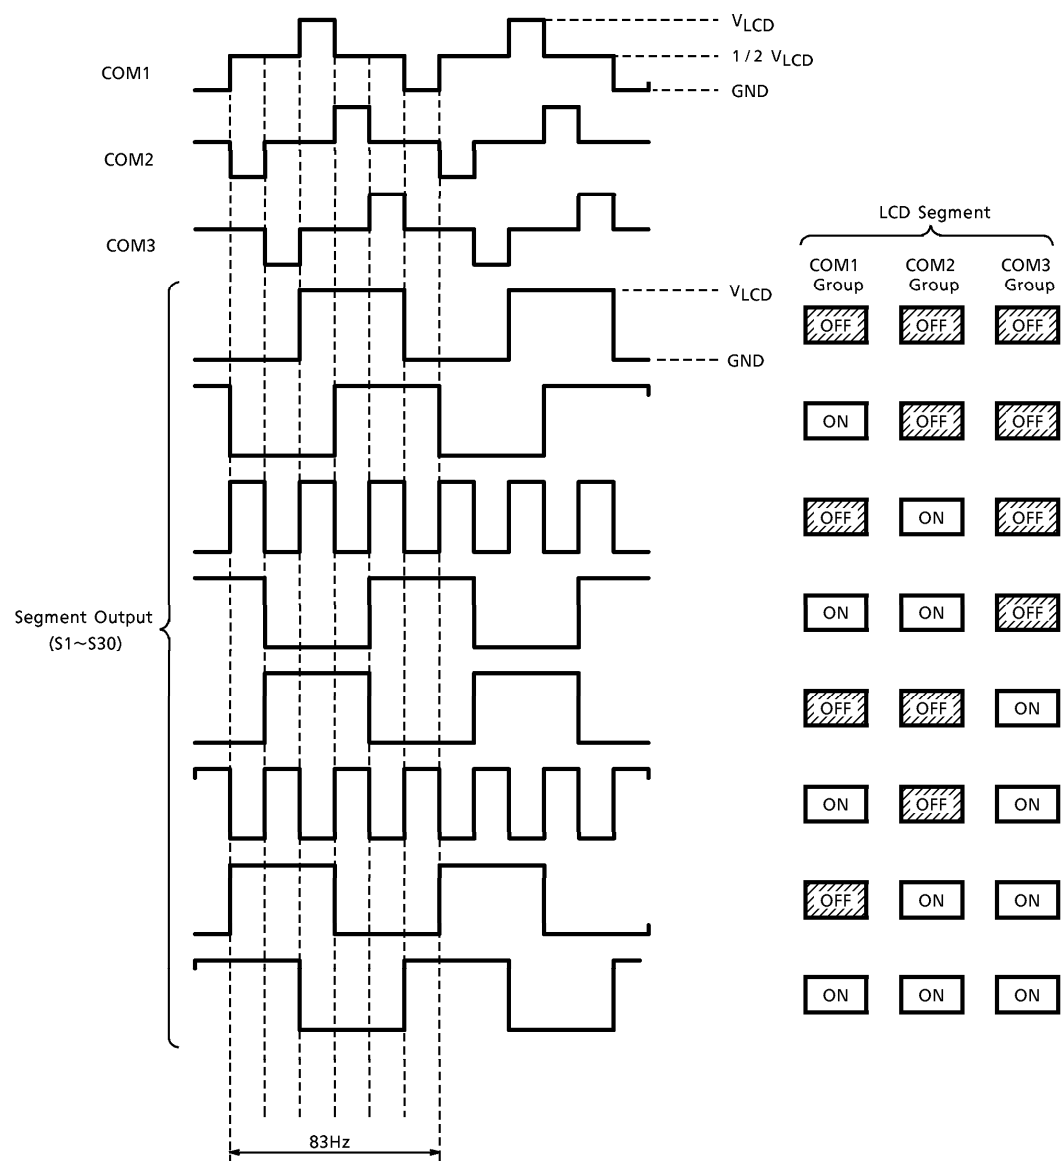 VLCD
1 / 2 VLCD
COM1
GND
COM2
LCD Segment
COM3
COM1 Group
COM2 Group
COM3 Group
VLCD
OFF OFF OFF
GND
ON OFF OFF
OFF ON OFF
Segment Output
(S1~S30)
ON ON OFF
OFF OFF ON
ON OFF ON
OFF ON ON
ON ON ON
83Hz